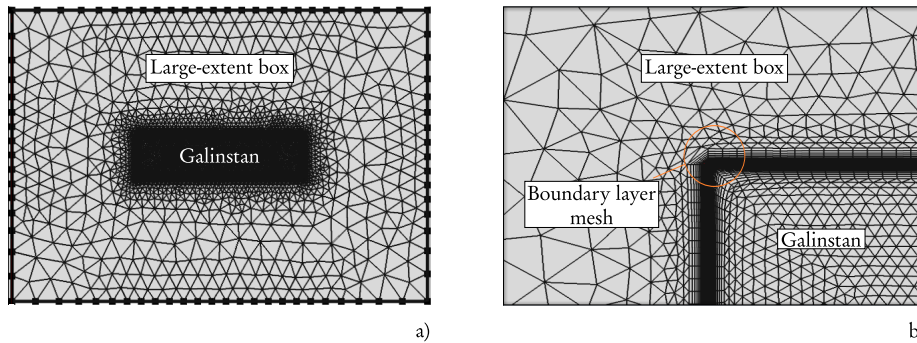 Large-extent box
Galinstan
a)
Large-extent box
Boundary layer
mesh
Galinstan
b